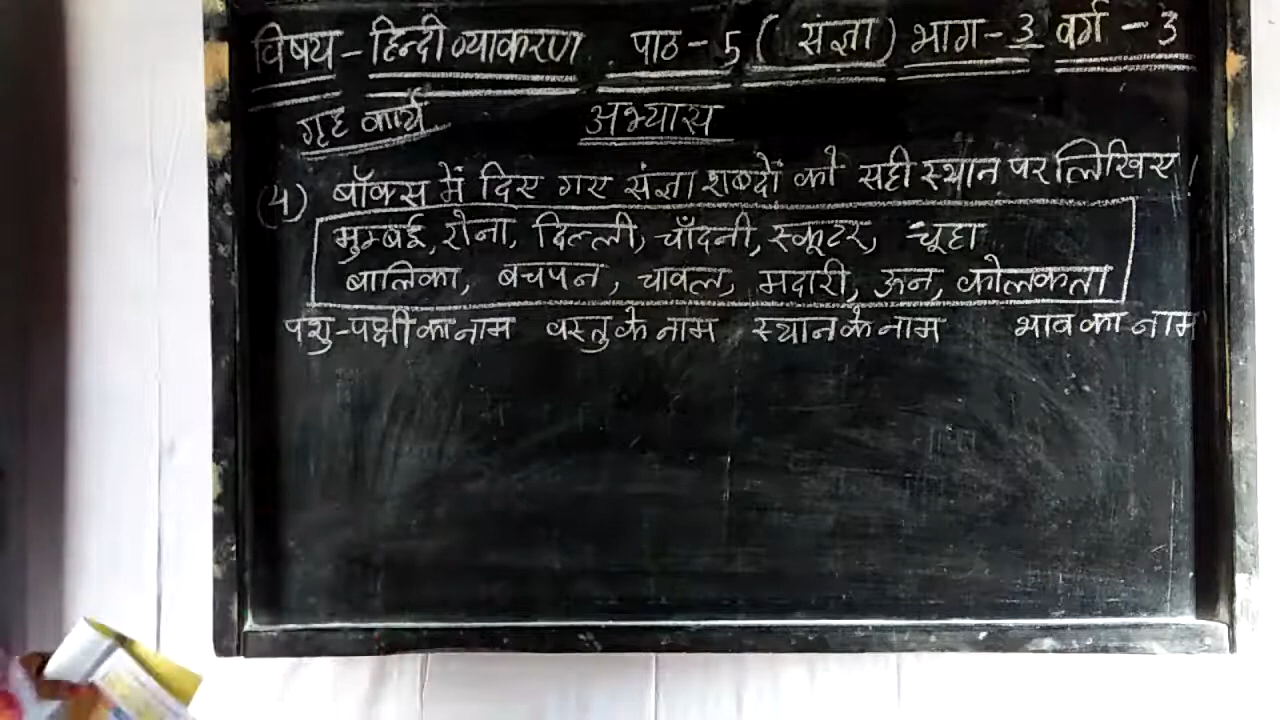 विषय - हिन्दी व्याकरण . पाठ - 5 ( संज्ञा ) भाग - 3 वर्ग - 3
गृह कार्य अभ्यास
(4) बॉक्स में दिए गए संज्ञा शब्दों को सही स्थान पर लिखिए।
मुम्बई, रोना, दिल्ली, चाँदनी, स्कूटर, चूहा
बालिका, बचपन, चावल, मदारी, ऊन, कोलकता
पशु-पक्षी का नाम वस्तु के नाम स्थान के नाम भाव का नाम